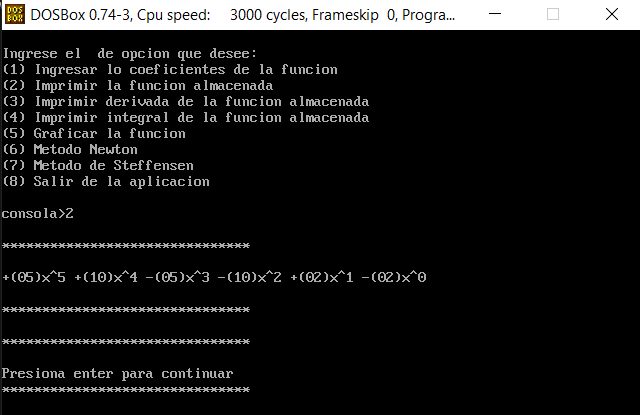 DOSBox 0.74-3, Cpu speed: 3000 cycles, Frameskip 0, Progra...
Ingrese el  de opcion que desee:
(1) Ingresar lo coeficientes de la funcion
(2) Imprimir la funcion almacenada
(3) Imprimir derivada de la funcion almacenada
(4) Imprimir integral de la funcion almacenada
(5) Graficar la funcion
(6) Metodo Newton
(7) Metodo de Steffensen
(8) Salir de la aplicacion
consola>2
*******************************
+(05)x^5 +(10)x^4 -(05)x^3 -(10)x^2 +(02)x^1 -(02)x^0
*******************************
*******************************
Presiona enter para continuar
*******************************